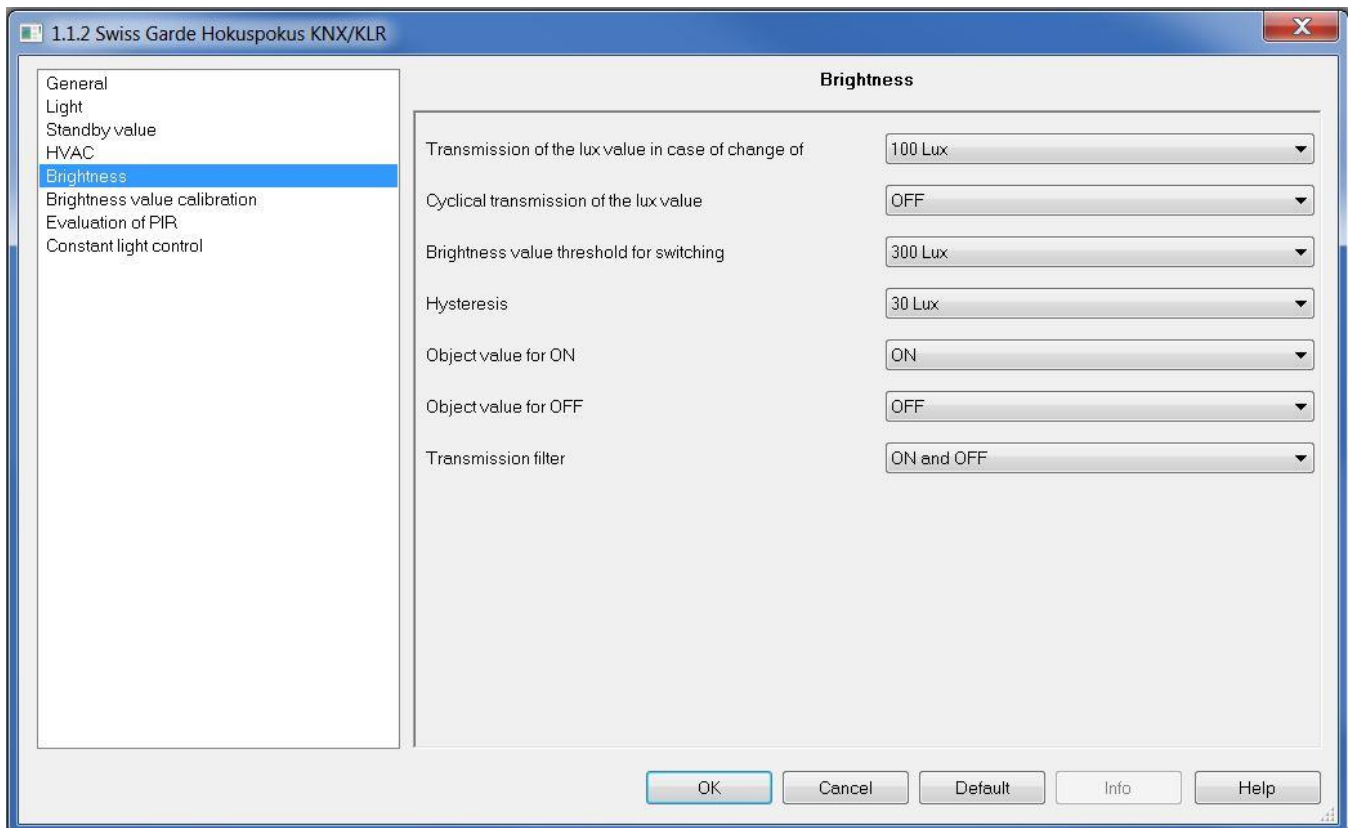 1.1.2 Swiss Garde Hokuspokus KNX/KLR
General
Light
Standby value
HVAC
Brightness
Brightness value calibration
Evaluation of PIR
Constant light control
Brightness
Transmission of the lux value in case of change of 100 Lux
Cyclical transmission of the lux value OFF
Brightness value threshold for switching 300 Lux
Hysteresis 30 Lux
Object value for ON ON
Object value for OFF OFF
Transmission filter ON and OFF
OK Cancel Default Info Help